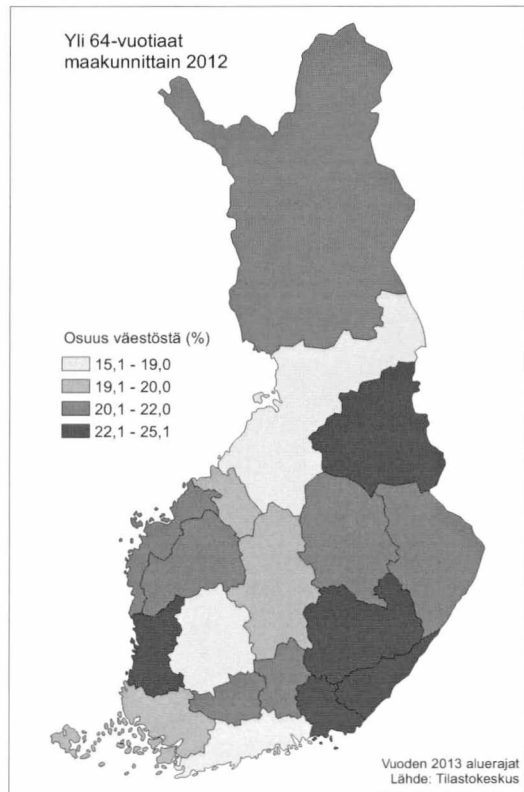 Yli 64-vuotiaat
maakunnittain 2012
Osuus väestöstä (%)
15,1 - 19,0
19,1 - 20,0
20,1 - 22,0
22,1 - 25,1
Vuoden 2013 aluerajat
Lähde: Tilastokeskus